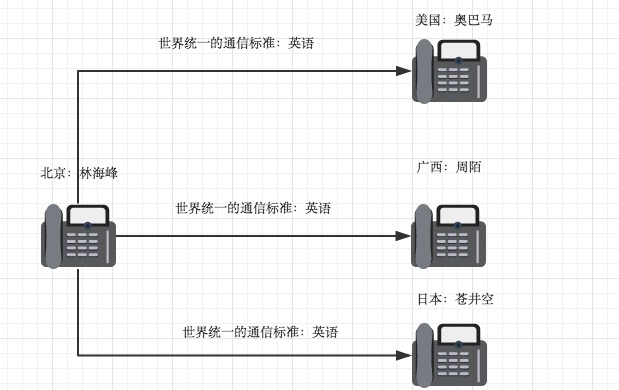 美国：奥巴马
世界统一的通信标准：英语
北京：林海峰
广西：周陌
世界统一的通信标准：英语
日本：苍井空
世界统一的通信标准：英语